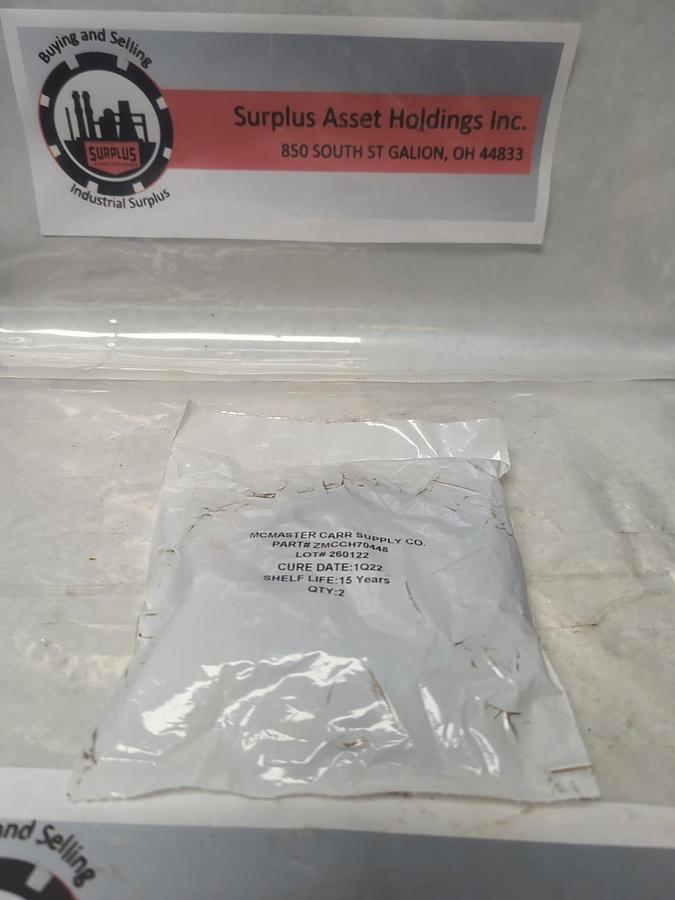 Buying and Selling
SURPLUS
Industrial Surplus
Surplus Asset Holdings Inc.
850 SOUTH ST GALION, OH 44833
MCMASTER CARR SUPPLY CO.
PART# ZMCCH70448
LOT# 260122
CURE DATE:1Q22
SHELF LIFE:15 Years
QTY:2
and Selling